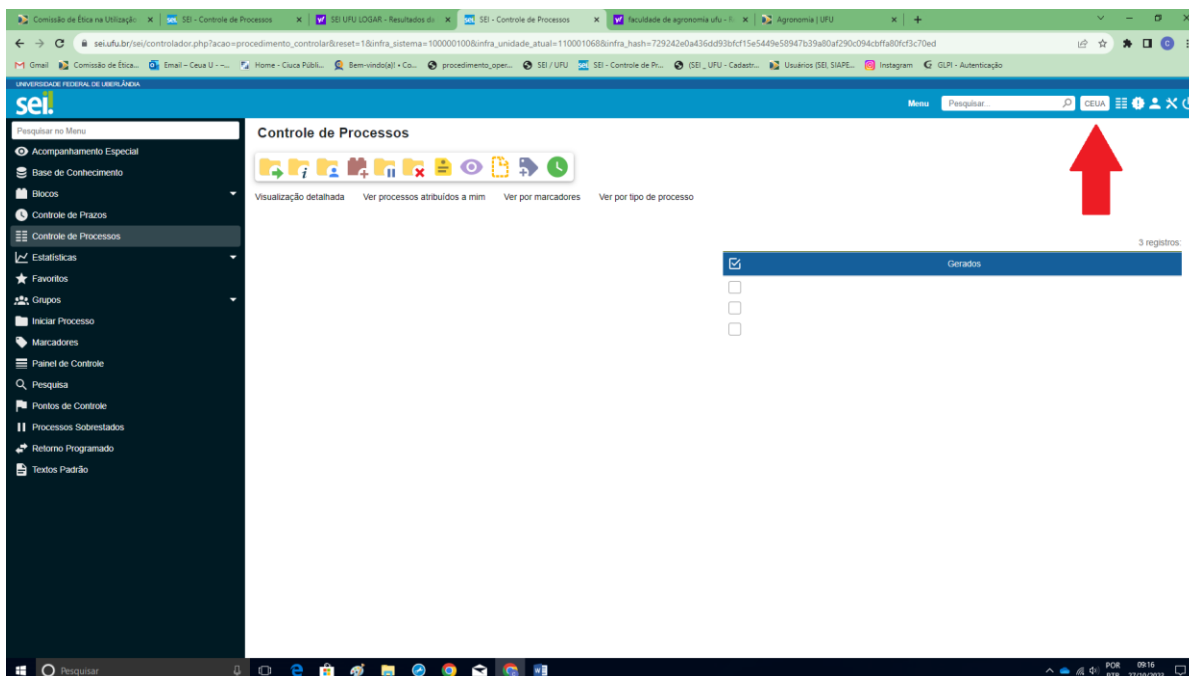 Comissão de Ética na Utilização
SEI - Controle de Processos
SEI UFU LOGAR - Resultados da
SEI - Controle de Processos
faculdade de agronomia ufu -
Agronomia | UFU
sei.ufu.br/sei/controlador.php?acao=procedimento_controlar&reset=1&infra_sistema=100000100&infra_unidade_atual=110001068&infra_hash=729242e0a436dd93bfcf15e5449e58947b39a80af290c094cbffa80fcf3c70ed
Gmail
Comissão de Ética...
Email – Ceua U - –...
Home - Ciuca Públi...
Bem-vindo(a)! • Co...
procedimento_oper...
SEI / UFU
SEI - Controle de Pr...
(SEI _ UFU - Cadastr...
Usuários (SEI, SIAPE...
Instagram
GLPI - Autenticação
UNIVERSIDADE FEDERAL DE UBERLÂNDIA
sei!
Menu
Pesquisar...
CEUA
Pesquisar no Menu
Acompanhamento Especial
Base de Conhecimento
Blocos
Controle de Prazos
Controle de Processos
Estatísticas
Favoritos
Grupos
Iniciar Processo
Marcadores
Painel de Controle
Pesquisa
Pontos de Controle
Processos Sobrestados
Retorno Programado
Textos Padrão
Controle de Processos
Visualização detalhada
Ver processos atribuídos a mim
Ver por marcadores
Ver por tipo de processo
3 registros:
Gerados
Pesquisar
POR
09:16
PTB
27/10/2022